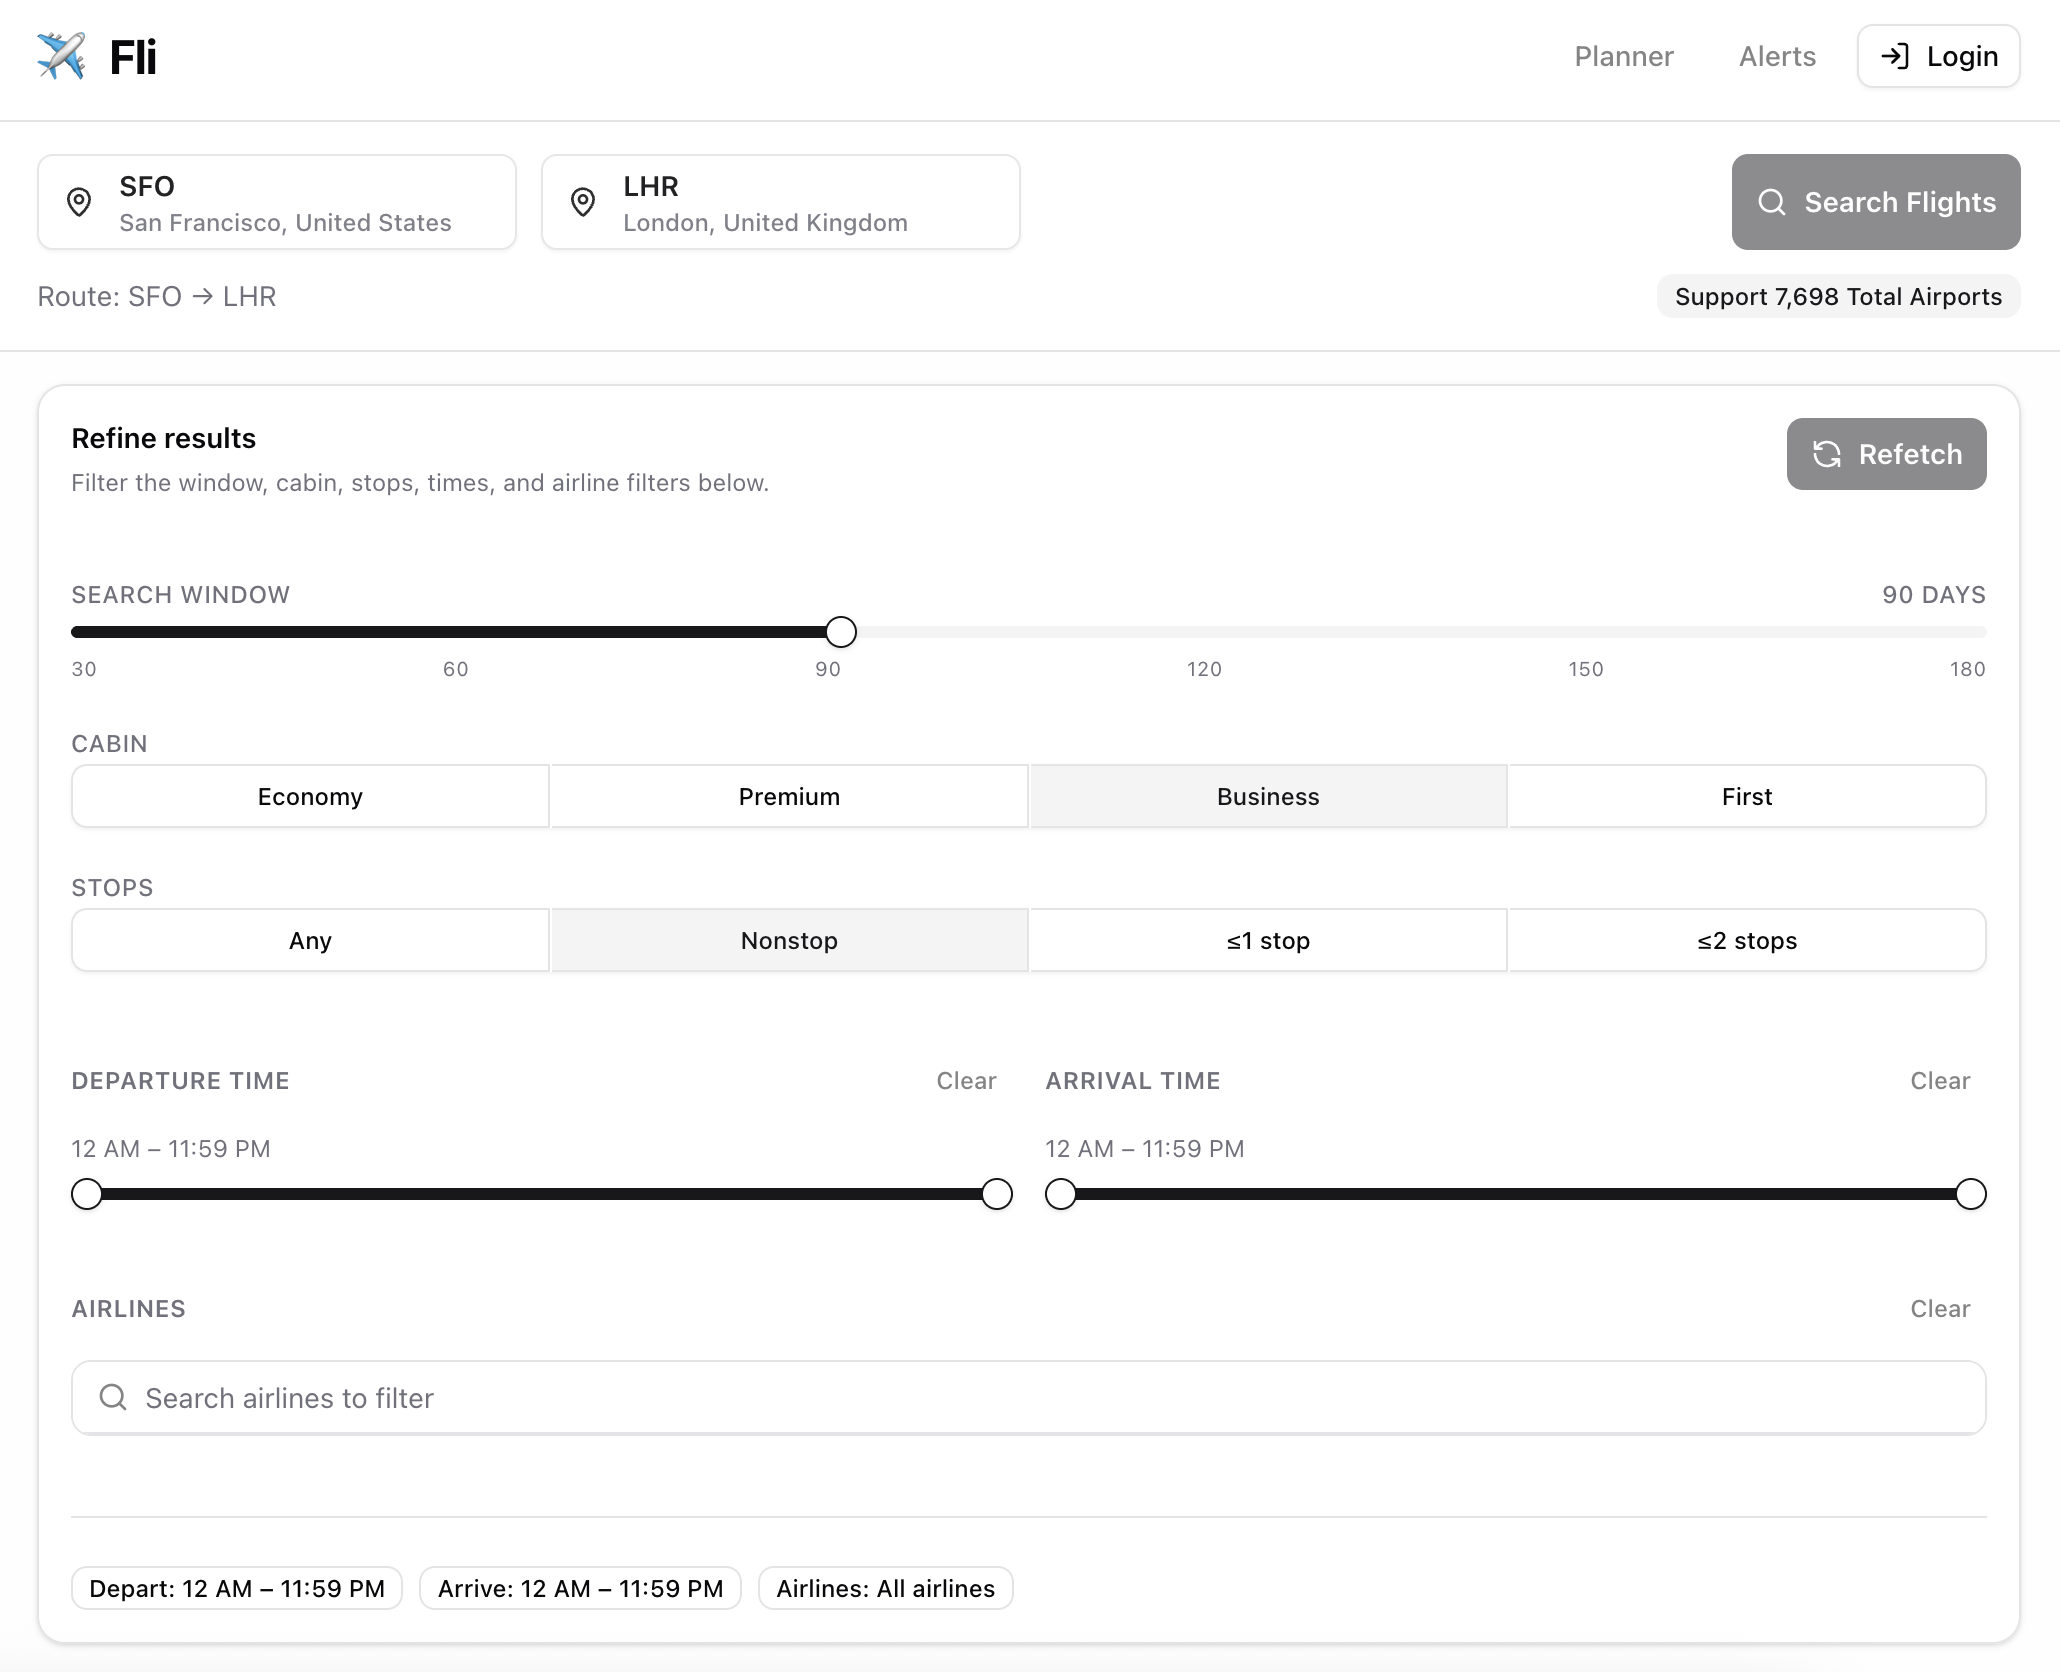 Fli
Planner
Alerts
Login
SFO
San Francisco, United States
LHR
London, United Kingdom
Search Flights
Route: SFO → LHR
Support 7,698 Total Airports
Refine results
Filter the window, cabin, stops, times, and airline filters below.
Refetch
SEARCH WINDOW
90 DAYS
30 60 90 120 150 180
CABIN
Economy Premium Business First
STOPS
Any Nonstop ≤1 stop ≤2 stops
DEPARTURE TIME
Clear
12 AM – 11:59 PM
ARRIVAL TIME
Clear
12 AM – 11:59 PM
AIRLINES
Clear
Search airlines to filter
Depart: 12 AM – 11:59 PM
Arrive: 12 AM – 11:59 PM
Airlines: All airlines